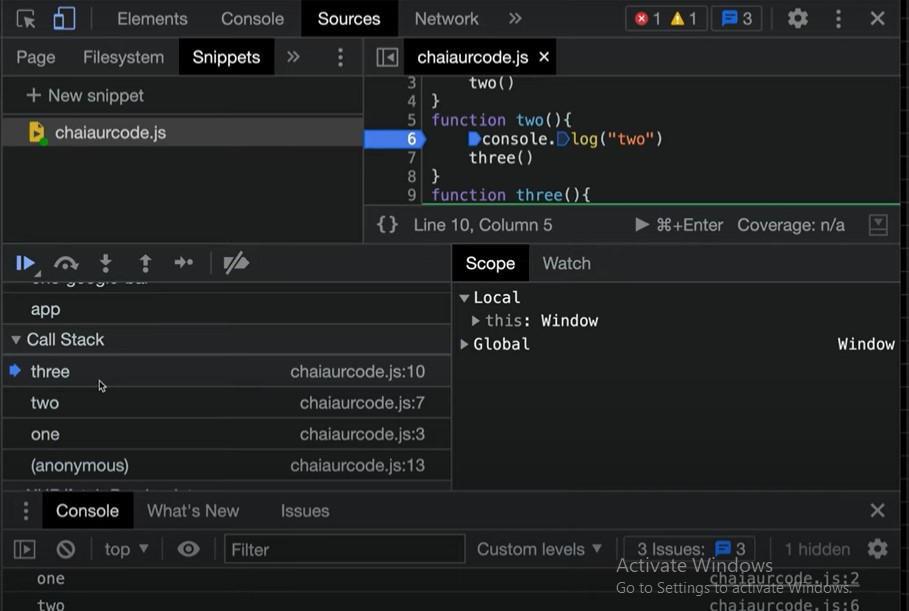 Elements Console Sources Network » 1 1 3
Page Filesystem Snippets » chaiaurcode.js ×
+ New snippet
chaiaurcode.js
3 two()
4 }
5 function two(){
6 console.log("two")
7 three()
8 }
9 function three(){
{} Line 10, Column 5 ⌘+Enter Coverage: n/a
Scope Watch
app
Call Stack
three chaiaurcode.js:10
two chaiaurcode.js:7
one chaiaurcode.js:3
(anonymous) chaiaurcode.js:13
Local
this: Window
Global Window
Console What's New Issues
top Filter Custom levels 3 Issues: 3 1 hidden
Activate Windows
Go to Settings to activate Windows.
one chaiaurcode.js:2
two chaiaurcode.js:6